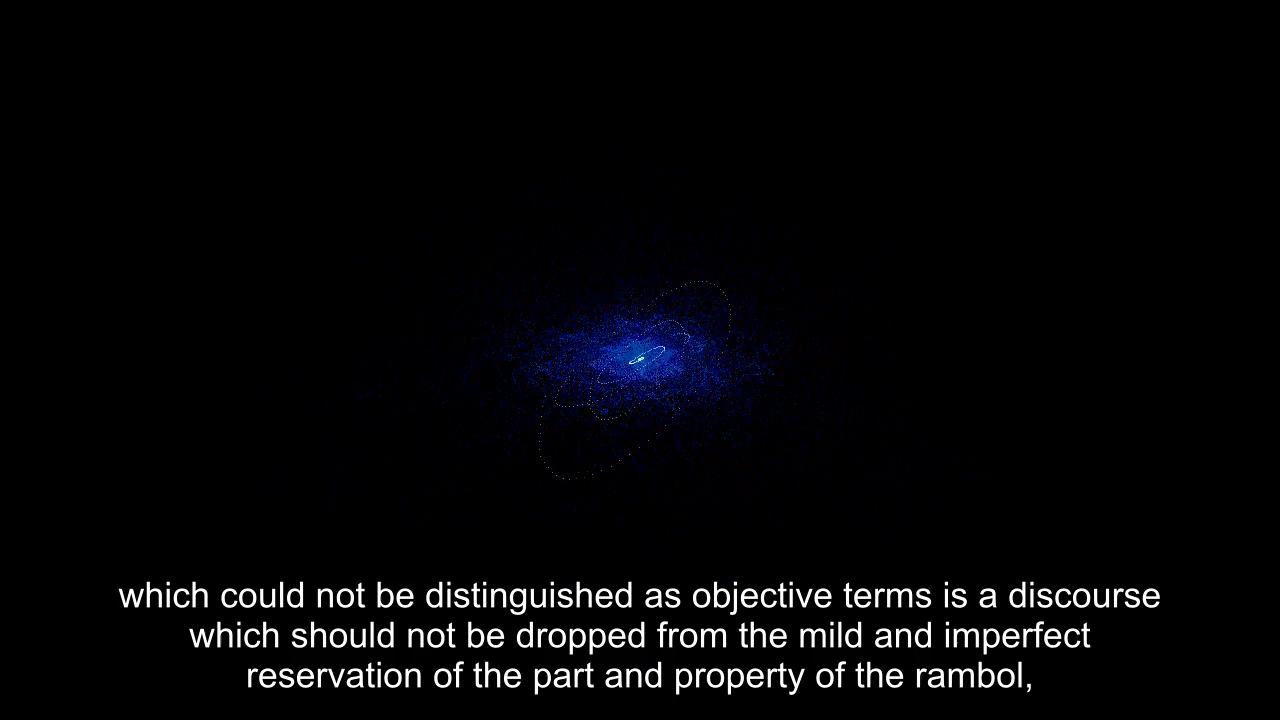 which could not be distinguished as objective terms is a discourse
which should not be dropped from the mild and imperfect
reservation of the part and property of the rambol,